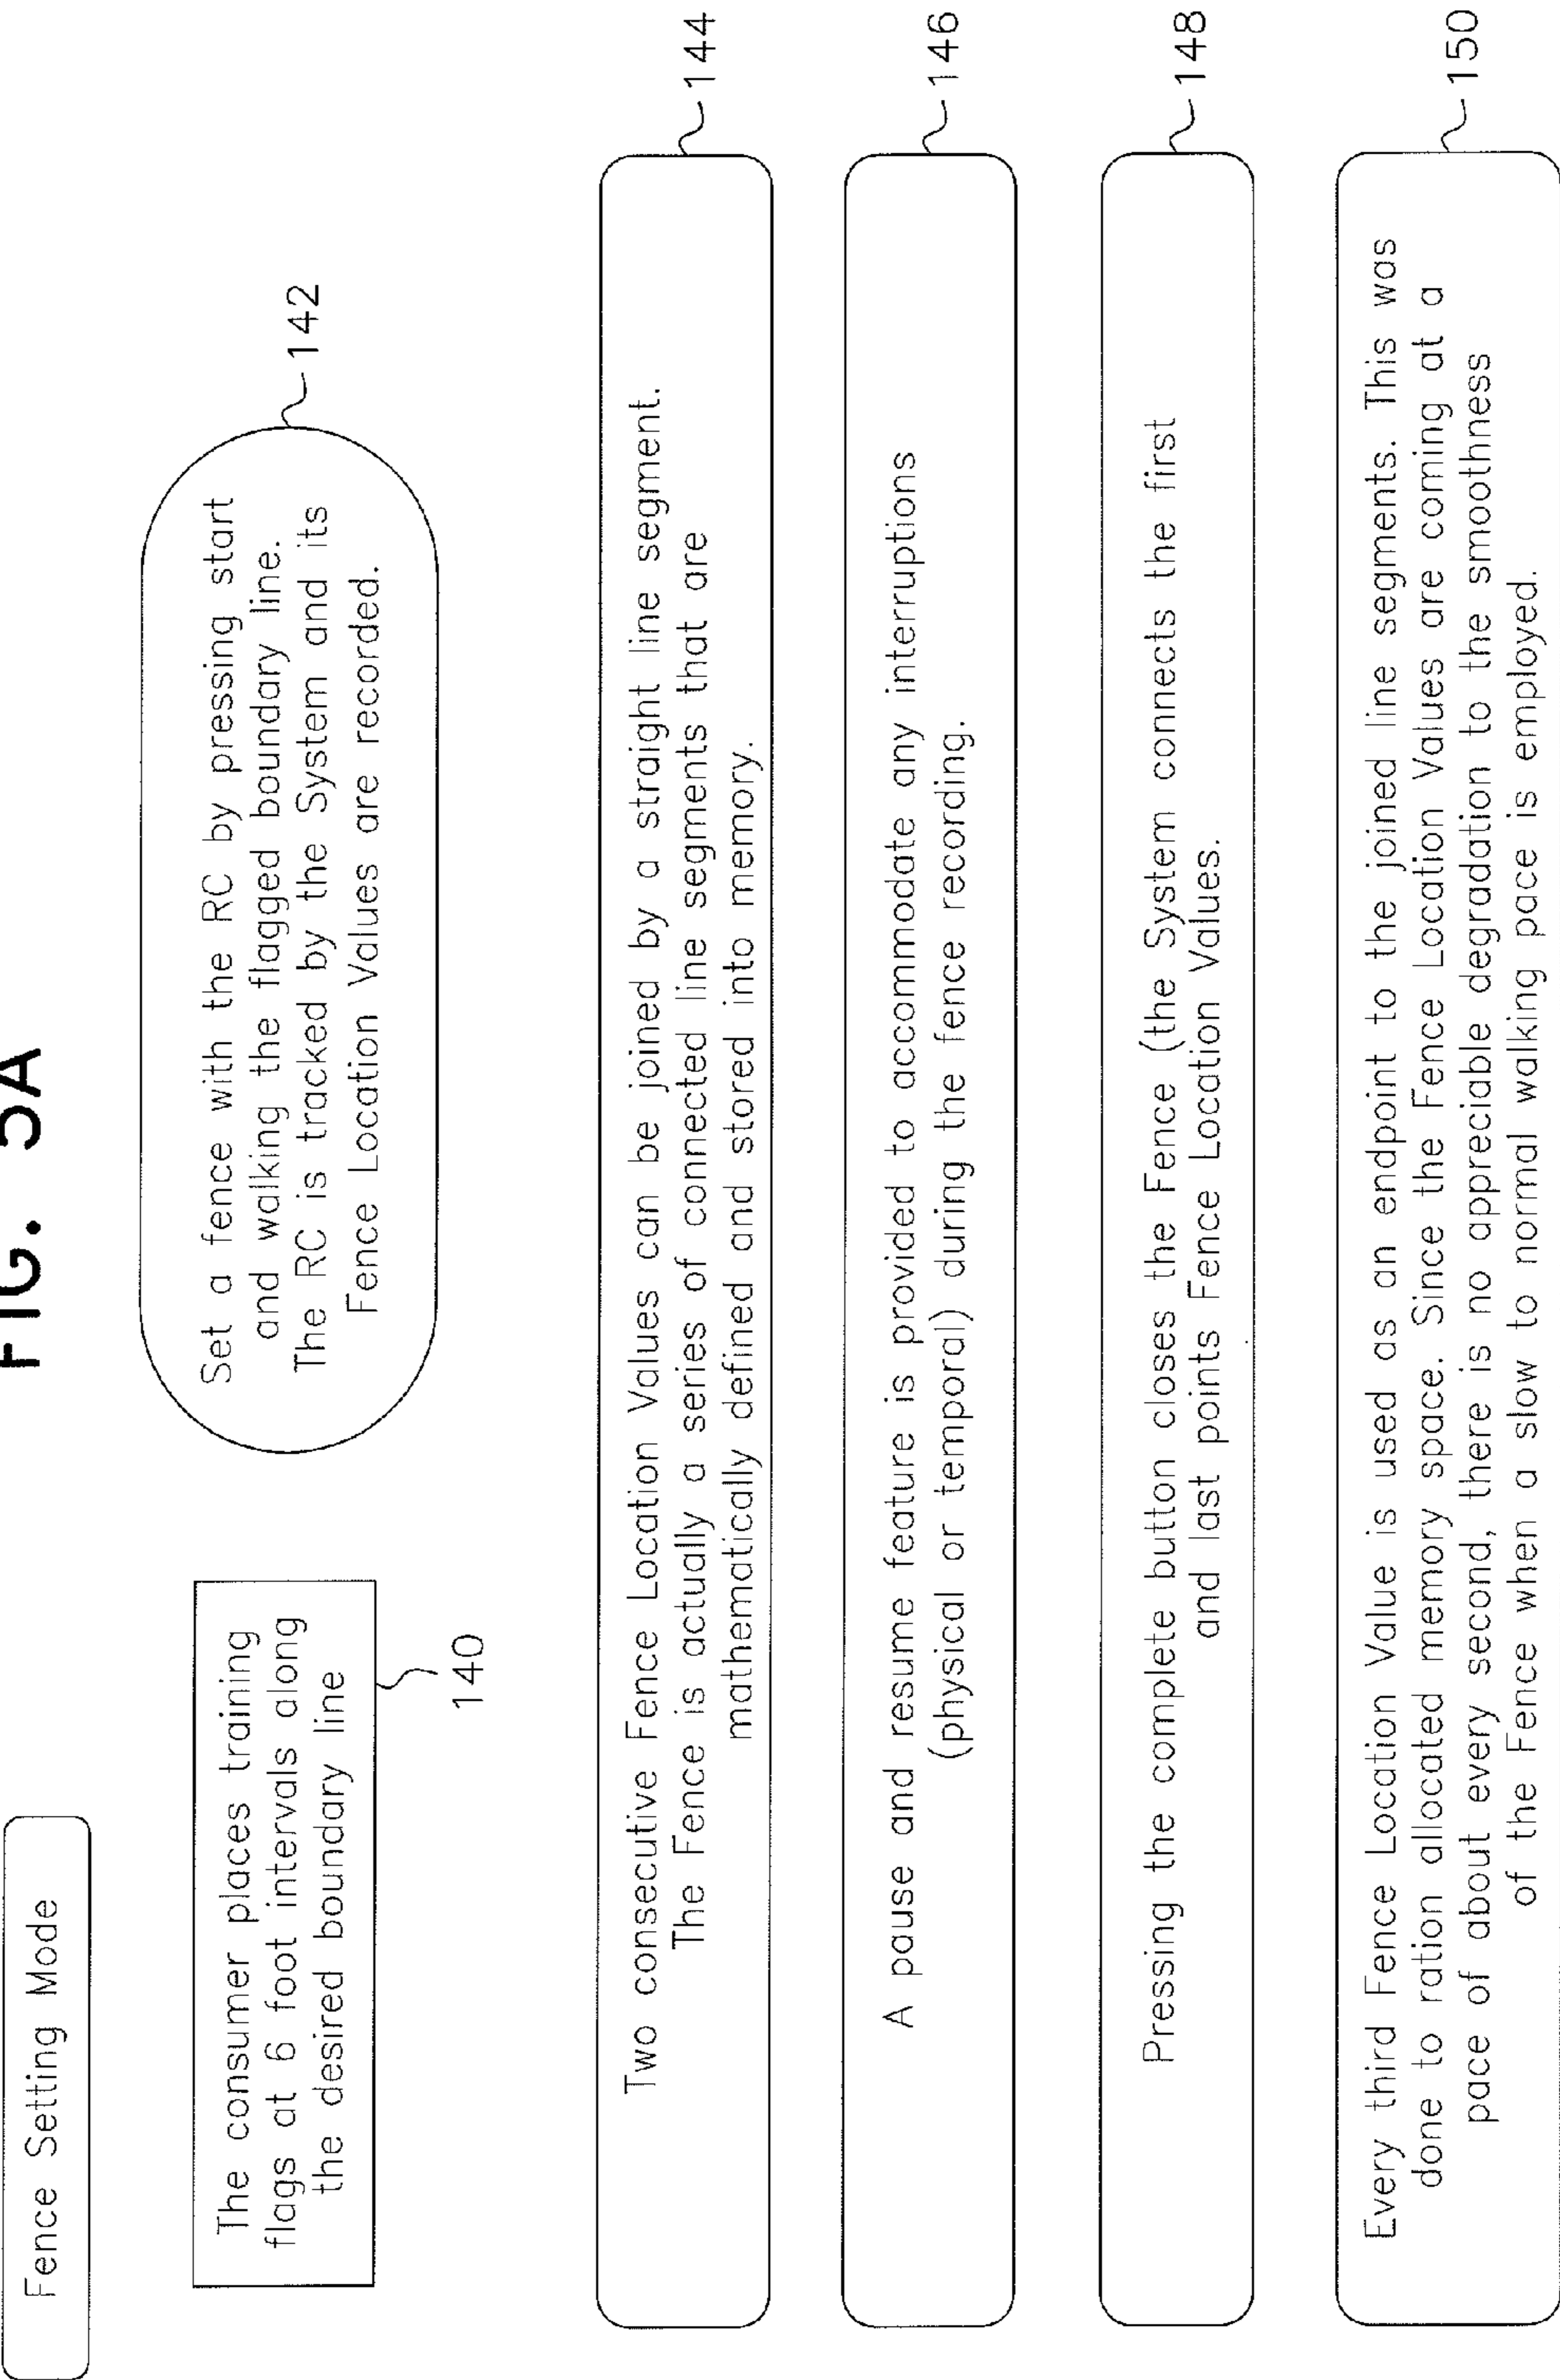 FIG. 5A
Fence Setting Mode
The consumer places training
flags at 6 foot intervals along
the desired boundary line
140
Set a fence with the RC by pressing start
and walking the flagged boundary line.
The RC is tracked by the System and its
Fence Location Values are recorded.
142
Two consecutive Fence Location Values can be joined by a straight line segment.
The Fence is actually a series of connected line segments that are
mathematically defined and stored into memory.
144
A pause and resume feature is provided to accommodate any interruptions
(physical or temporal) during the fence recording.
146
Pressing the complete button closes the Fence (the System connects the first
and last points Fence Location Values.
148
Every third Fence Location Value is used as an endpoint to the joined line segments. This was
done to ration allocated memory space. Since the Fence Location Values are coming at a
pace of about every second, there is no appreciable degradation to the smoothness
of the Fence when a slow to normal walking pace is employed.
150